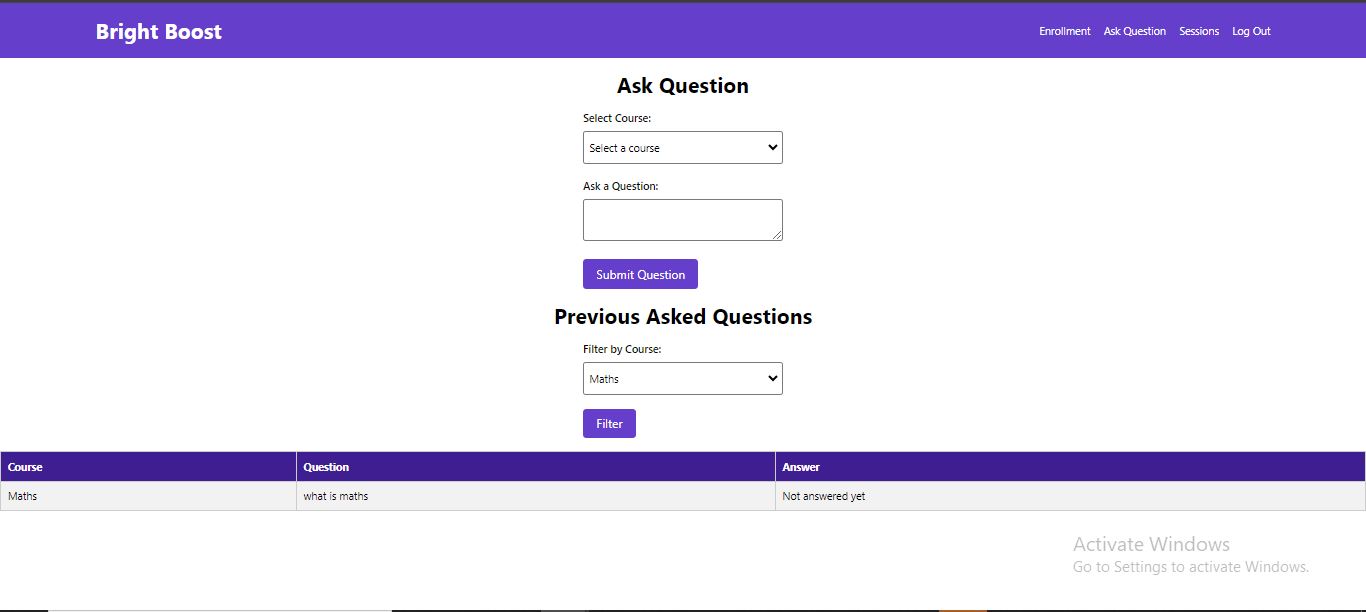 Bright Boost
Enrollment Ask Question Sessions Log Out
Ask Question
Select Course:
Select a course
Ask a Question:
Submit Question
Previous Asked Questions
Filter by Course:
Maths
Filter
Course Question Answer
Maths what is maths Not answered yet
Activate Windows
Go to Settings to activate Windows.